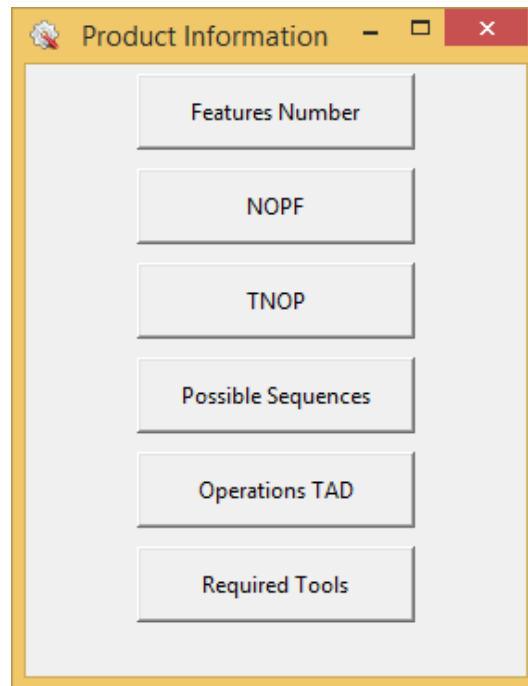 Product Information
Features Number
NOPF
TNOP
Possible Sequences
Operations TAD
Required Tools